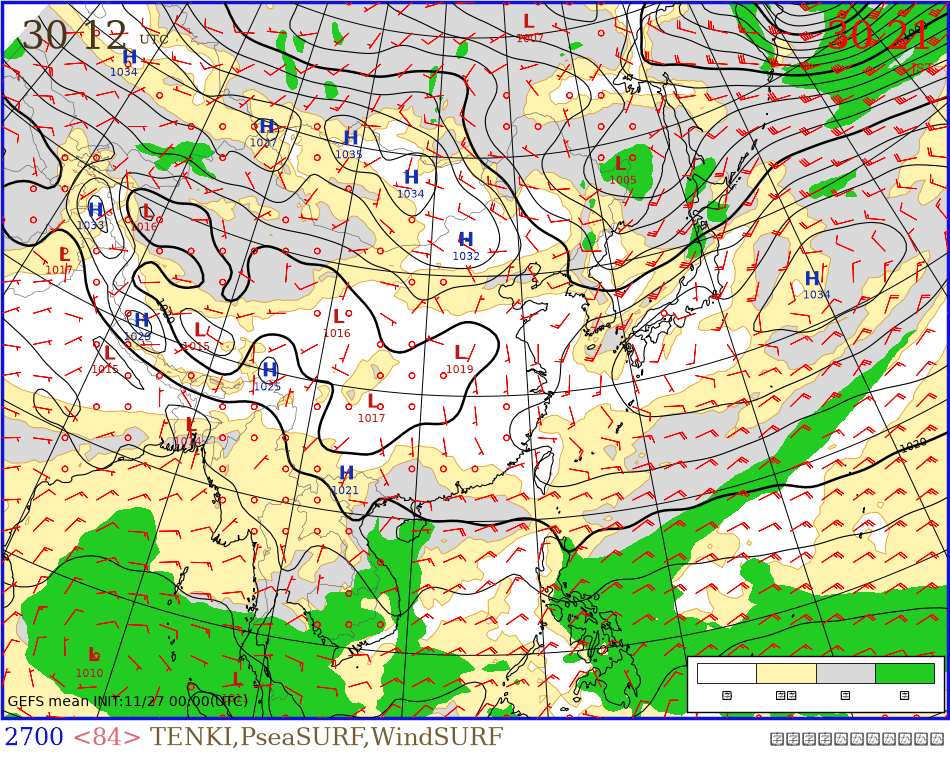 30 12 UTC
30 21 JST
L
1007
H
1034
H
1037
H
1035
H
1034
L
1005
H
1033
L
1016
H
1032
L
1017
H
1034
H
1029
L
1015
L
1016
L
1015
H
1025
L
1019
L
1017
L
1020
H
1021
L
1010
L
GEFS mean INIT:11/27 00:00(UTC)
2700 <84> TENKI,PseaSURF,WindSURF